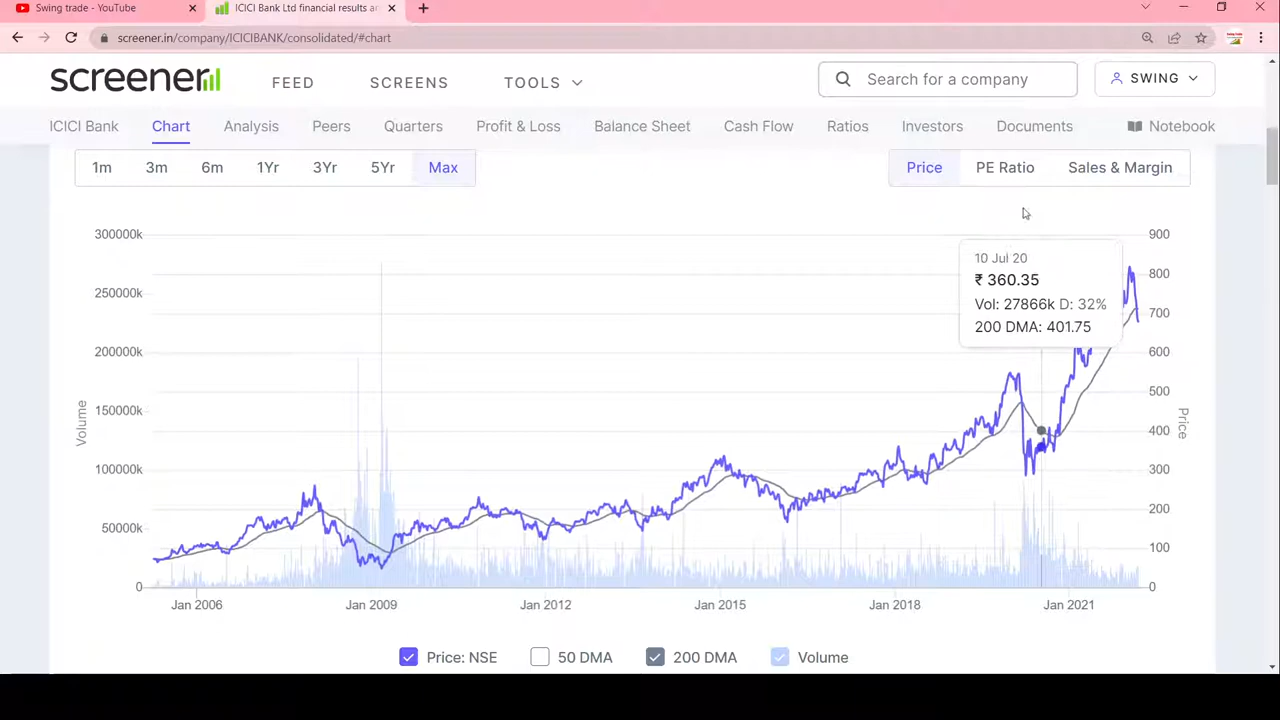 Swing trade - YouTube
ICICI Bank Ltd financial results an
screener.in/company/ICICIBANK/consolidated/#chart
screener
FEED
SCREENS
TOOLS
Search for a company
SWING
ICICI Bank
Chart
Analysis
Peers
Quarters
Profit & Loss
Balance Sheet
Cash Flow
Ratios
Investors
Documents
Notebook
1m
3m
6m
1Yr
3Yr
5Yr
Max
Price
PE Ratio
Sales & Margin
300000k
250000k
200000k
150000k
100000k
50000k
0
Volume
10 Jul 20
₹ 360.35
Vol: 27866k D: 32%
200 DMA: 401.75
900
800
700
600
500
400
300
200
100
0
Price
Jan 2006
Jan 2009
Jan 2012
Jan 2015
Jan 2018
Jan 2021
Price: NSE
50 DMA
200 DMA
Volume